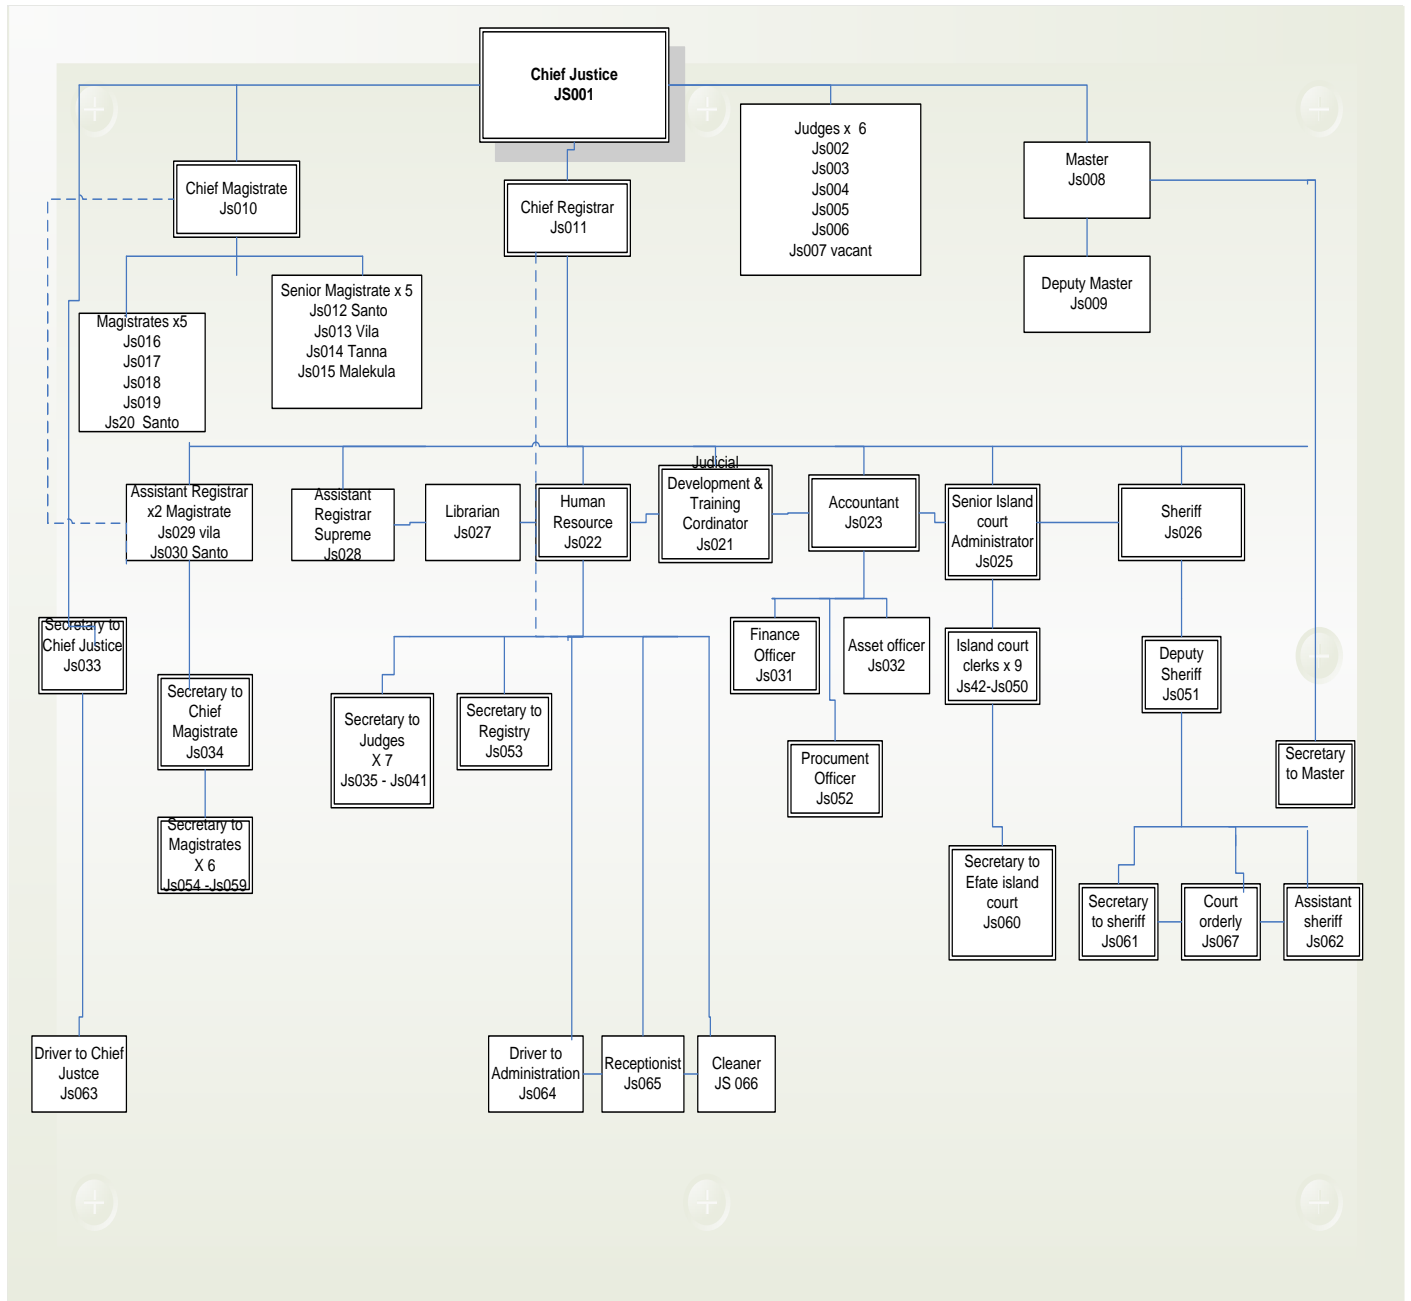 Chief Justice
JS001
Judges x 6
Js002
Js003
Js004
Js005
Js006
Js007 vacant
Master
Js008
Chief Magistrate
Js010
Chief Registrar
Js011
Deputy Master
Js009
Senior Magistrate x 5
Js012 Santo
Js013 Vila
Js014 Tanna
Js015 Malekula
Magistrates x5
Js016
Js017
Js018
Js019
Js20 Santo
Assistant Registrar
x2 Magistrate
Js029 vila
Js030 Santo
Assistant
Registrar
Supreme
Js028
Librarian
Js027
Human
Resource
Js022
Judicial
Development &
Training
Cordinator
Js021
Accountant
Js023
Senior Island
court
Administrator
Js025
Sheriff
Js026
Secretary to
Chief Justice
Js033
Finance
Officer
Js031
Asset officer
Js032
Island court
clerks x 9
Js42-Js050
Deputy
Sheriff
Js051
Secretary to
Chief
Magistrate
Js034
Secretary to
Judges
X 7
Js035 - Js041
Secretary to
Registry
Js053
Procument
Officer
Js052
Secretary
to Master
Secretary to
Magistrates
X 6
Js054 -Js059
Secretary to
Efate island
court
Js060
Secretary
to sheriff
Js061
Court
orderly
Js067
Assistant
sheriff
Js062
Driver to Chief
Justce
Js063
Driver to
Administration
Js064
Receptionist
Js065
Cleaner
JS 066